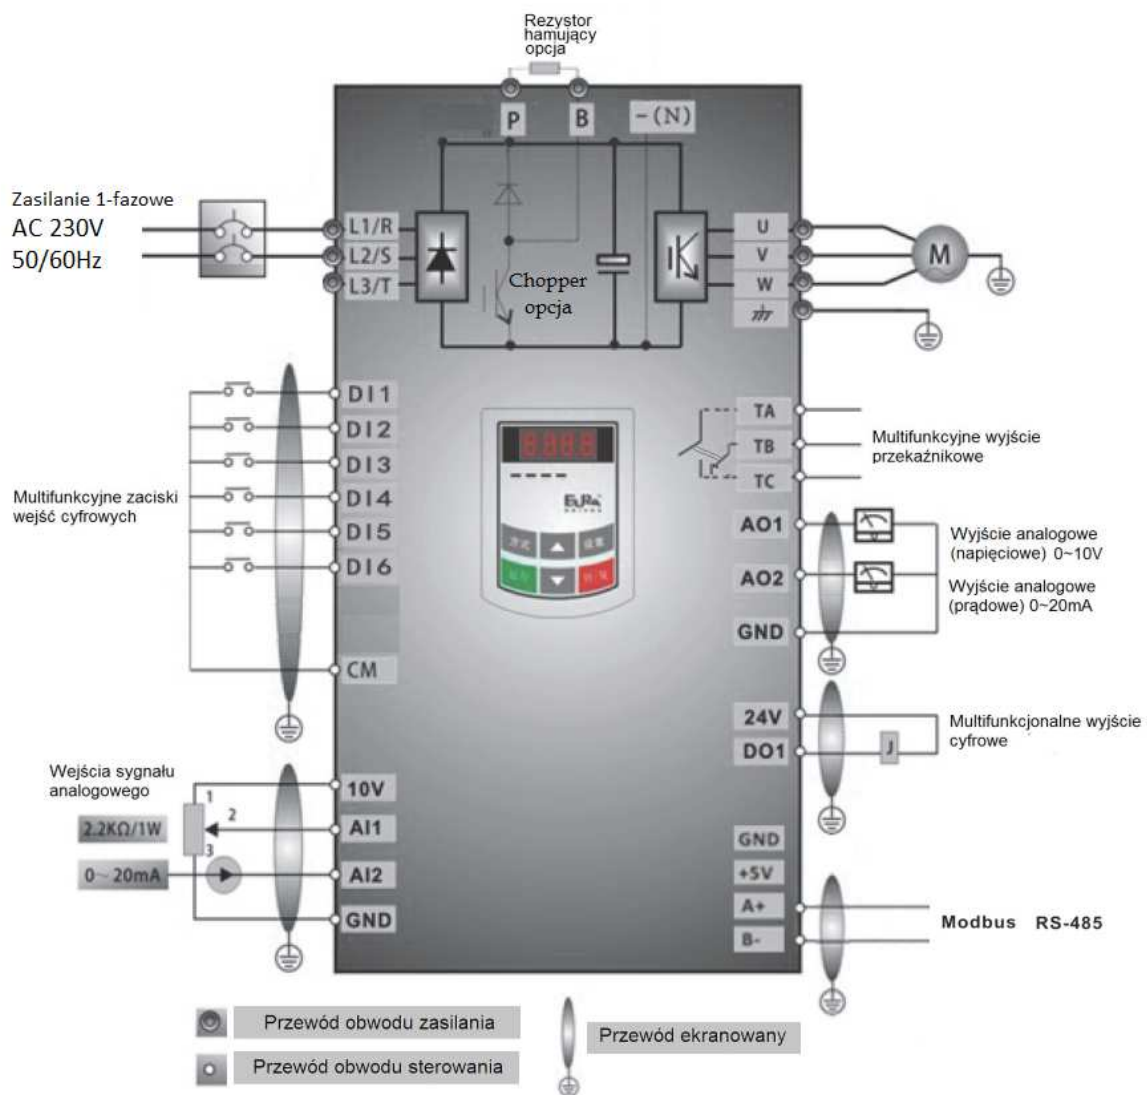 Rezystor
hamujący
opcja
P
B
-(N)
Zasilanie 1-fazowe
AC 230V
50/60Hz
L1/R
L2/S
L3/T
Chopper
opcja
U
V
W
M
DI1
DI2
DI3
DI4
DI5
DI6
CM
Multifunkcyjne zaciski
wejść cyfrowych
TA
TB
TC
Multifunkcyjne wyjście
przekaźnikowe
AO1
AO2
GND
Wyjście analogowe
(napięciowe) 0~10V
Wyjście analogowe
(prądowe) 0~20mA
24V
DO1
J
Multifunkcjonalne wyjście
cyfrowe
Wejścia sygnału
analogowego
1
2
3
2.2KΩ/1W
0~20mA
10V
AI1
AI2
GND
GND
+5V
A+
B-
Modbus RS-485
Przewód obwodu zasilania
Przewód obwodu sterowania
Przewód ekranowany